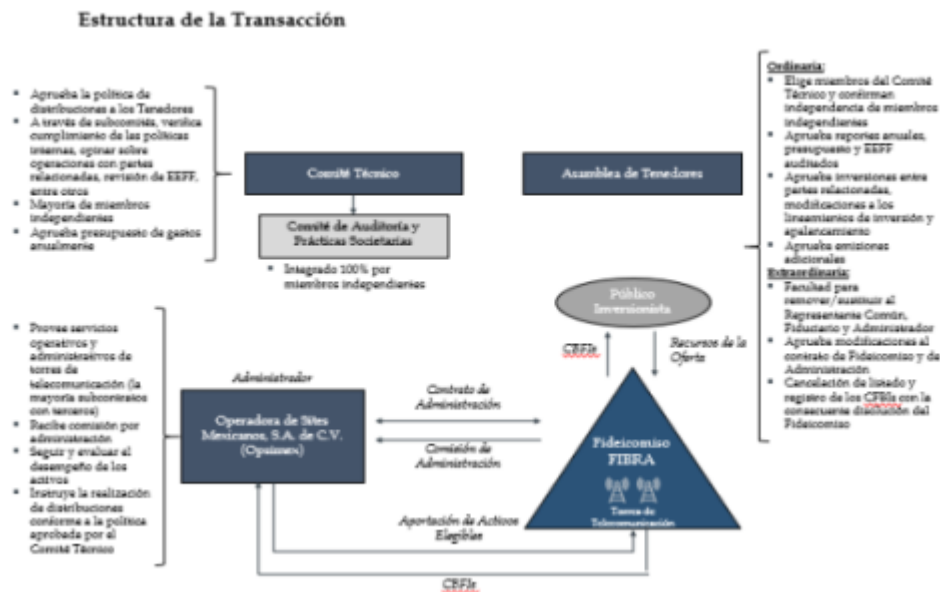 Estructura de la Transacción
▪ Aprueba la política de
distribuciones a los Tenedores
▪ A través de subcomités, verifica
cumplimiento de las políticas
internas, opinar sobre
operaciones con partes
relacionadas, revisión de EEFF,
entre otros
▪ Mayoría de miembros
independientes
▪ Aprueba presupuesto de gastos
anualmente
Comité Técnico
Comité de Auditoría y
Prácticas Societarias
▪ Integrado 100% por
miembros independientes
Asamblea de Tenedores
Ordinaria:
▪ Elige miembros del Comité
Técnico y confirman
independencia de miembros
independientes
▪ Aprueba reportes anuales,
presupuesto y EEFF
auditados
▪ Aprueba inversiones entre
partes relacionadas,
modificaciones a los
lineamientos de inversión y
apalancamiento
▪ Aprueba emisiones
adicionales
Extraordinaria:
▪ Facultad para
remover/sustituir al
Representante Común,
Fiduciario y Administrador
▪ Aprueba modificaciones al
contrato de Fideicomiso y de
Administración
▪ Cancelación de listado y
registro de los CFBIs con la
consecuente disolución del
Fideicomiso
Público
Inversionista
CBFIs
Recursos de la
Oferta
▪ Provee servicios
operativos y
administrativos de
torres de
telecomunicación (la
mayoría subcontratos
con terceros)
▪ Recibe comisión por
administración
▪ Seguir y evaluar el
desempeño de los
activos
▪ Instruye la realización
de distribuciones
conforme a la política
aprobada por el
Comité Técnico
Administrador
Operadora de Sites
Mexicanos, S.A. de C.V.
(Opsimex)
Contrato de
Administración
Comisión de
Administración
Fideicomiso
FIBRA
Torres de
Telecomunicación
Aportación de Activos
Elegibles
CBFIs